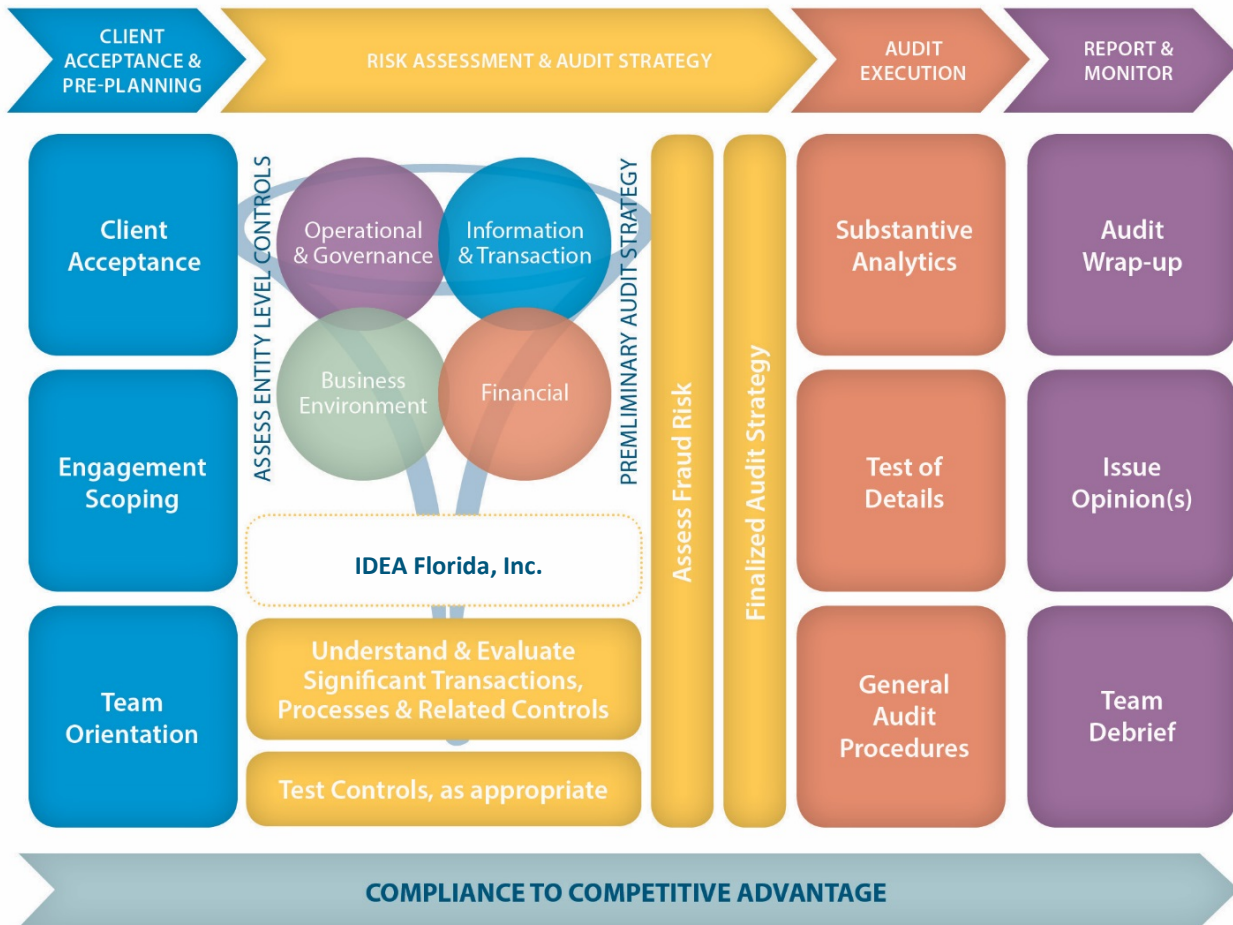 CLIENT
ACCEPTANCE &
PRE-PLANNING
RISK ASSESSMENT & AUDIT STRATEGY
AUDIT
EXECUTION
REPORT &
MONITOR
Client
Acceptance
Engagement
Scoping
Team
Orientation
ASSESS ENTITY LEVEL CONTROLS
Operational
& Governance
Information
& Transaction
Business
Environment
Financial
PREMLIMINARY AUDIT STRATEGY
IDEA Florida, Inc.
Understand & Evaluate
Significant Transactions,
Processes & Related Controls
Test Controls, as appropriate
Assess Fraud Risk
Finalized Audit Strategy
Substantive
Analytics
Test of
Details
General
Audit
Procedures
Audit
Wrap-up
Issue
Opinion(s)
Team
Debrief
COMPLIANCE TO COMPETITIVE ADVANTAGE